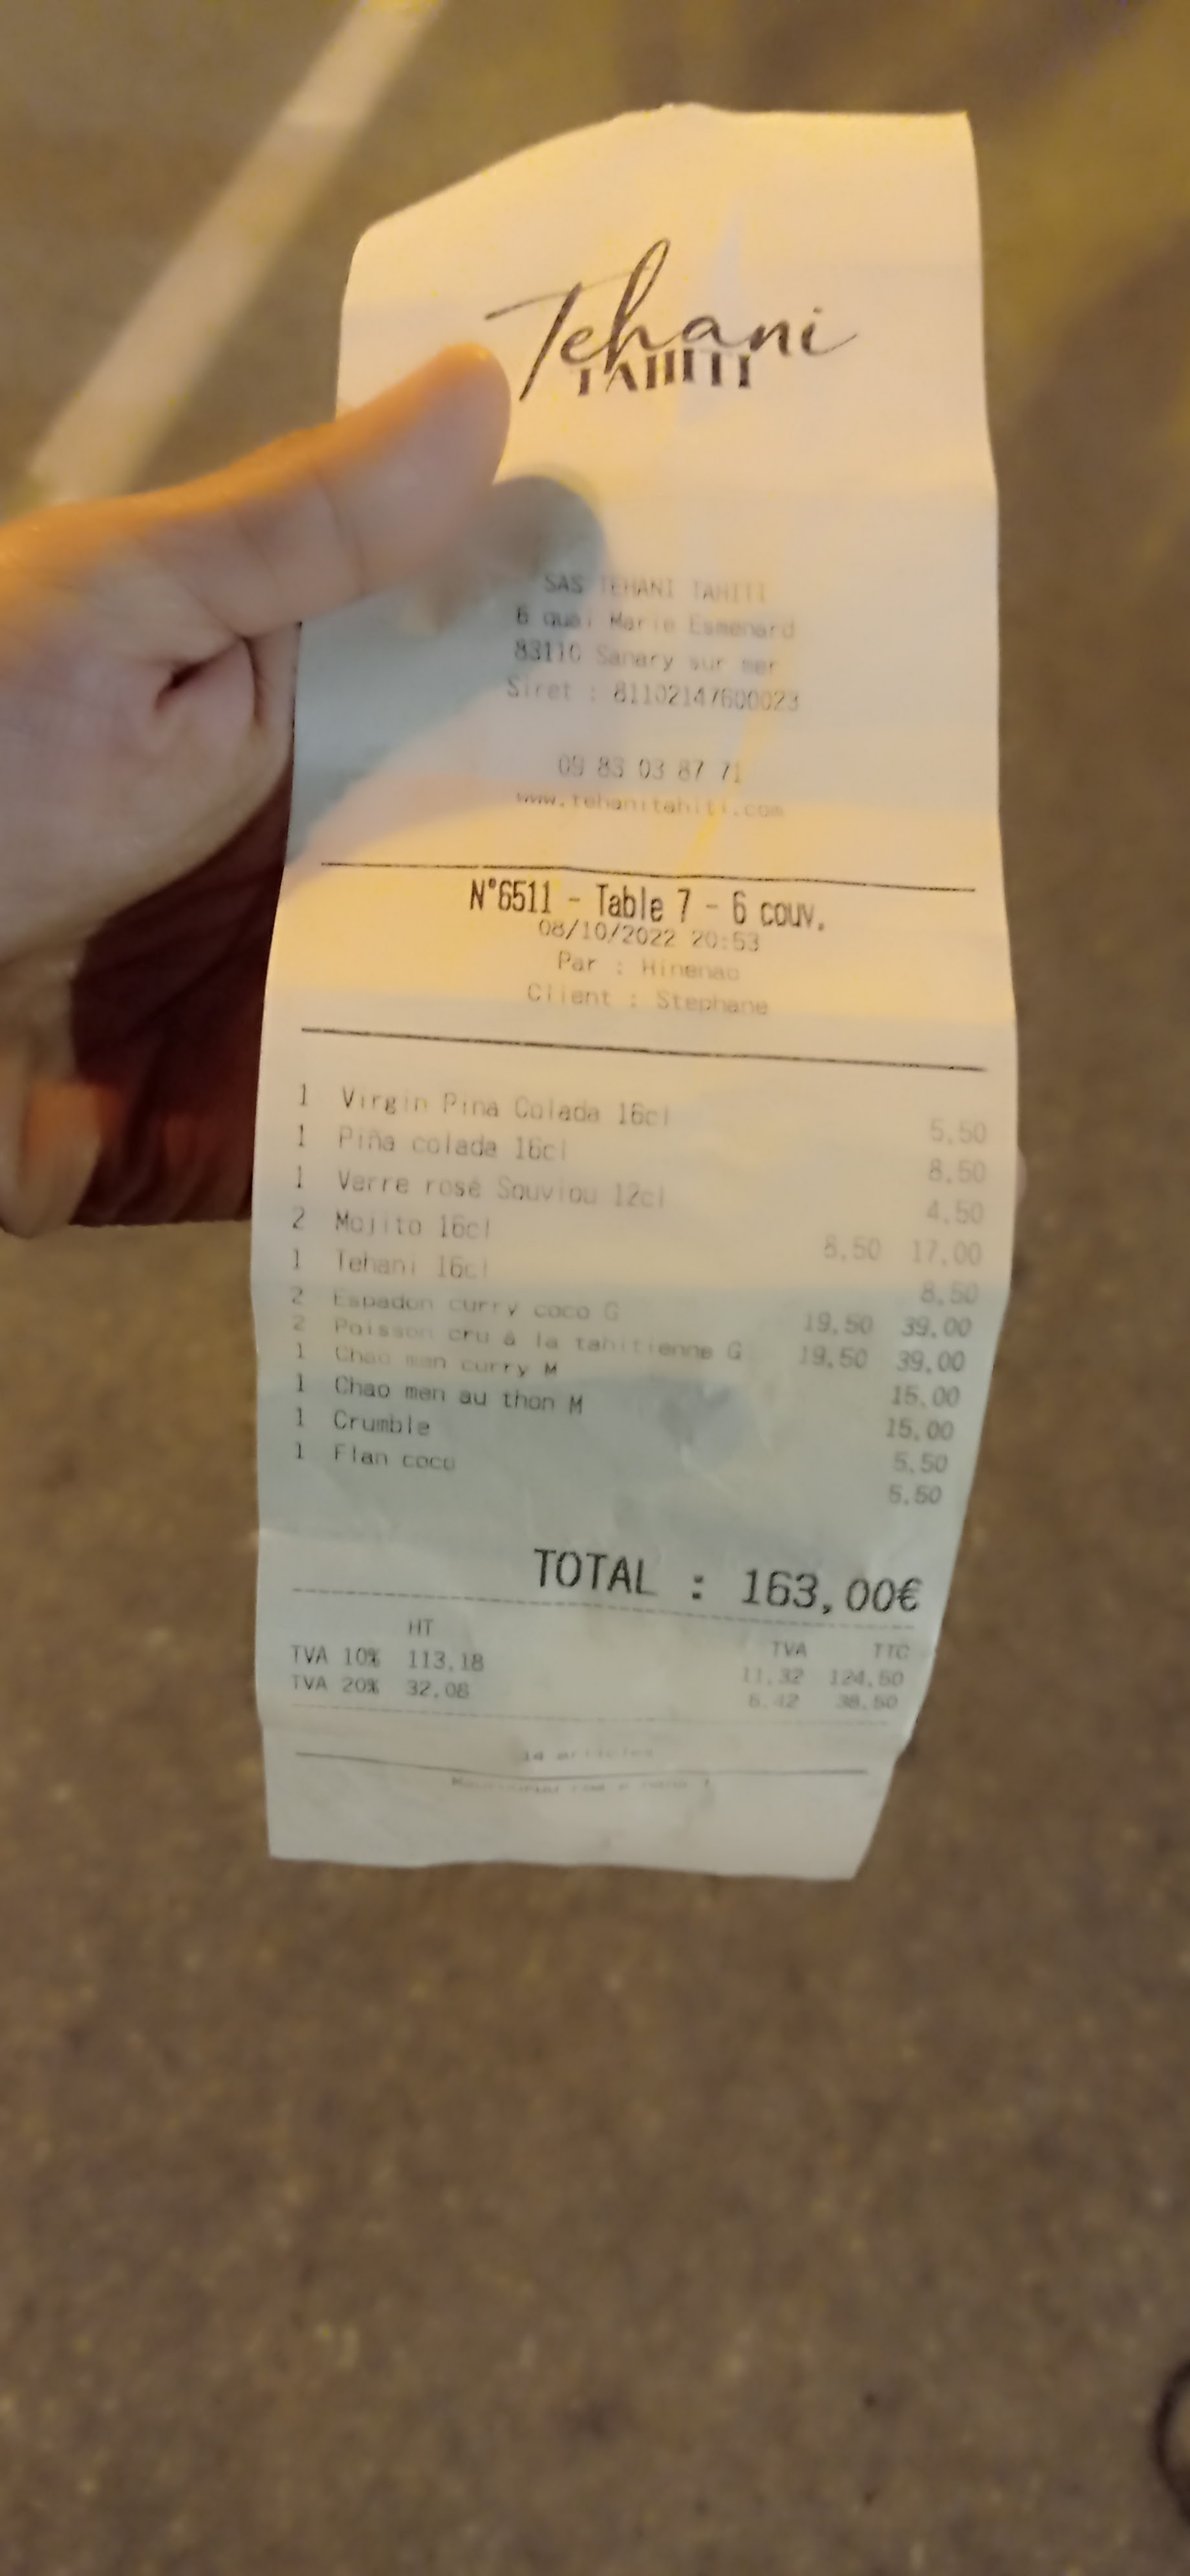 Tehani
TAHITI
SAS TEHANI TAHITI
6 quai Marie Esmenard
83110 Sanary sur mer
Siret : 81102147600023
09 83 03 87 71
www.tehanitahiti.com
N°6511 - Table 7 - 6 couv.
08/10/2022 20:53
Par : Hinenao
Client : Stephane
1 Virgin Pina Colada 16cl 5,50
1 Piña colada 16cl 8,50
1 Verre rosé Souviou 12cl 4,50
2 Mojito 16cl 8,50 17,00
1 Tehani 16cl 8,50
2 Espadon curry coco G 19,50 39,00
2 Poisson cru à la tahitienne G 19,50 39,00
1 Chao men curry M 15,00
1 Chao men au thon M 15,00
1 Crumble 5,50
1 Flan coco 5,50
TOTAL : 163,00€
HT TVA TTC
TVA 10% 113,18 11,32 124,50
TVA 20% 32,08 6,42 38,50
14 articles